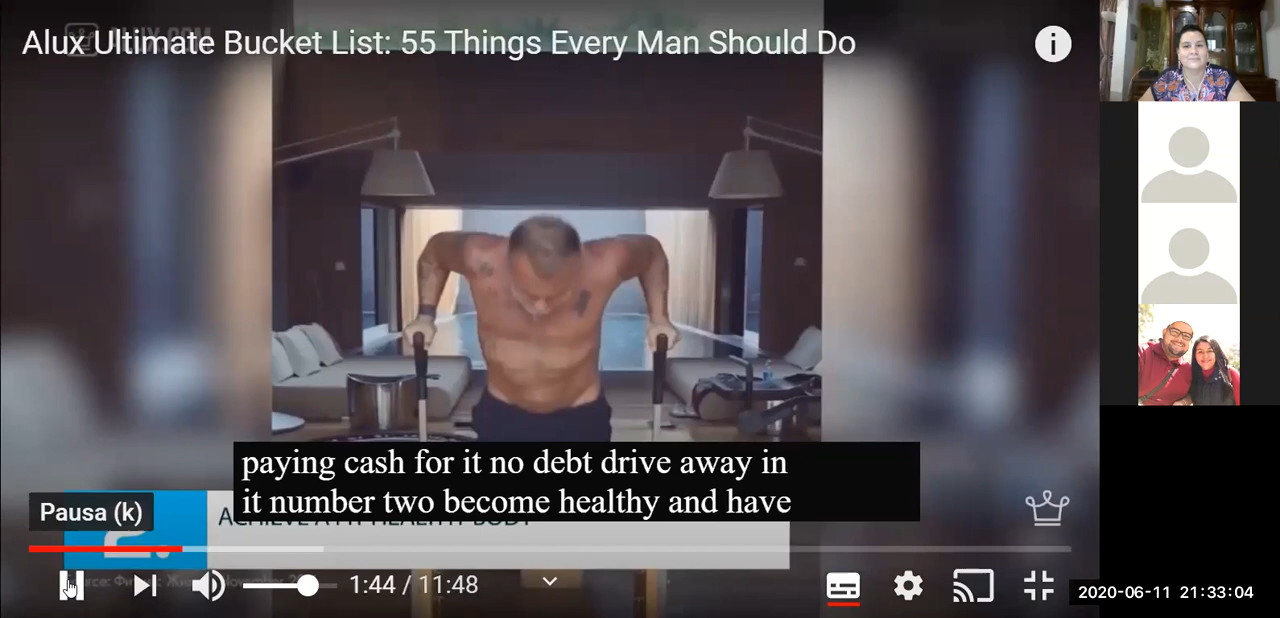 Alux Ultimate Bucket List: 55 Things Every Man Should Do
paying cash for it no debt drive away in
it number two become healthy and have
Pausa (k)
2.
1:44 / 11:48
2020-06-11 21:33:04